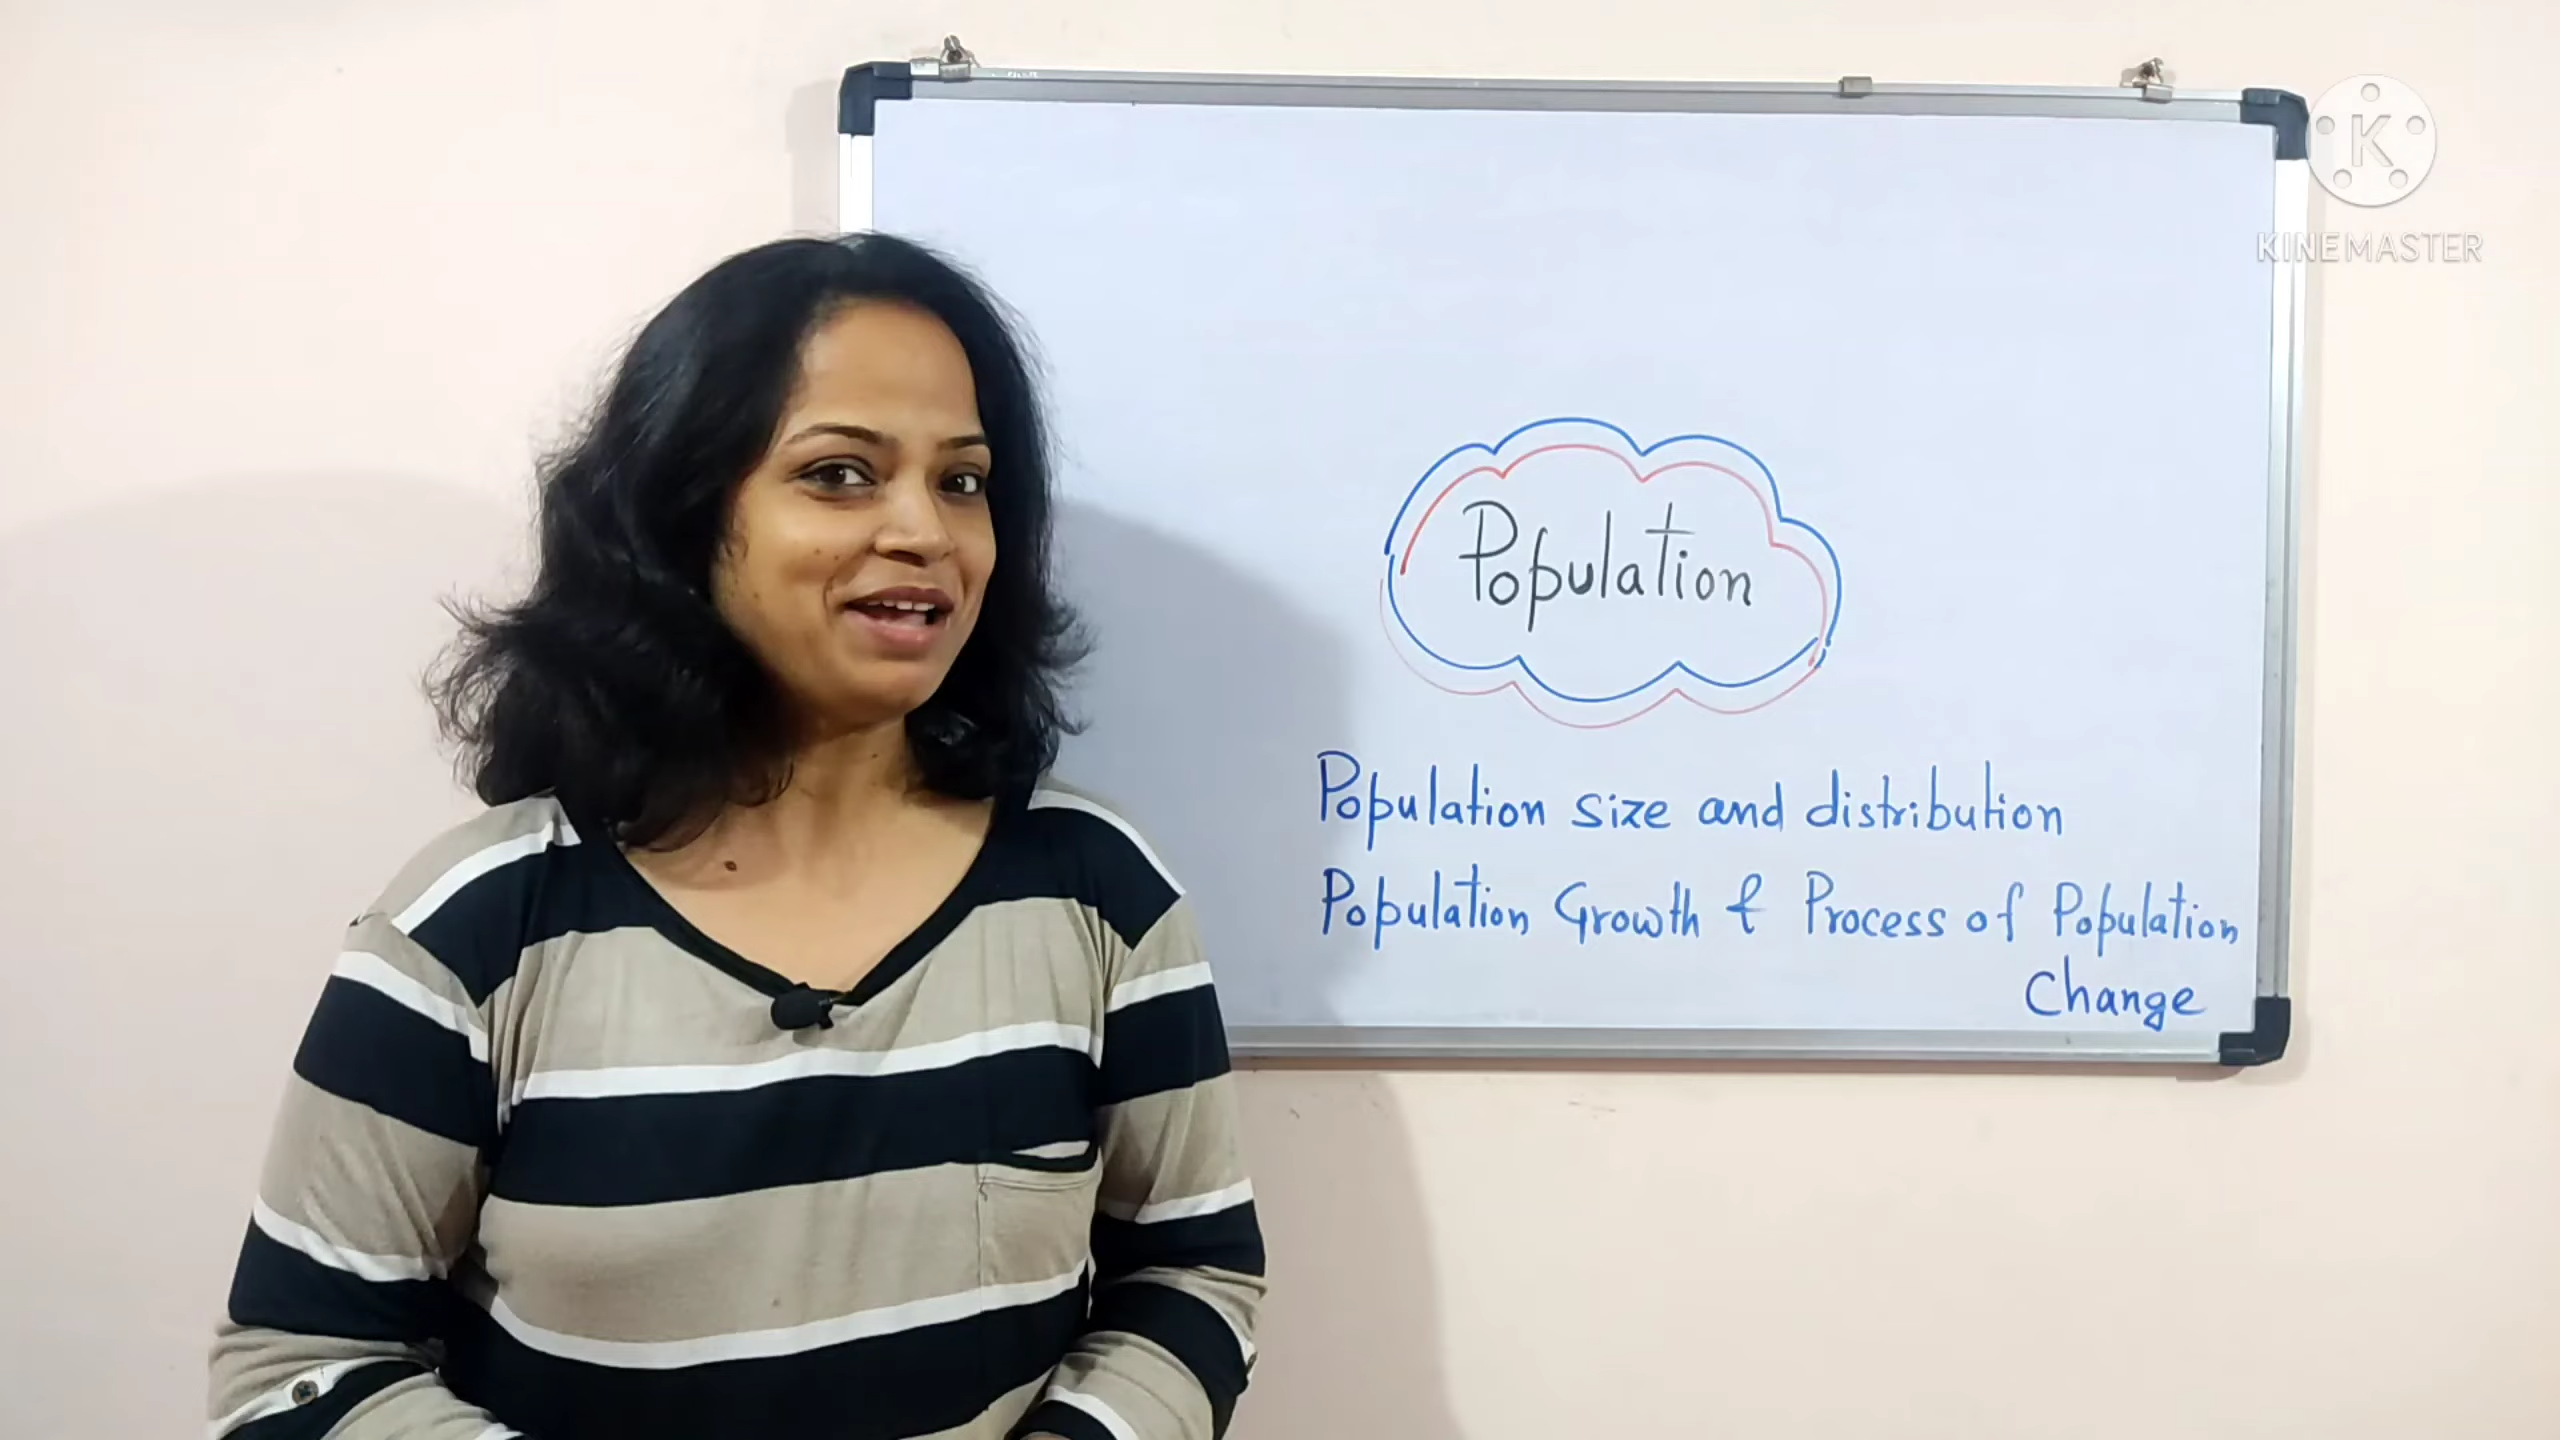 K
KINEMASTER
Population
Population size and distribution
Population Growth & Process of Population
Change